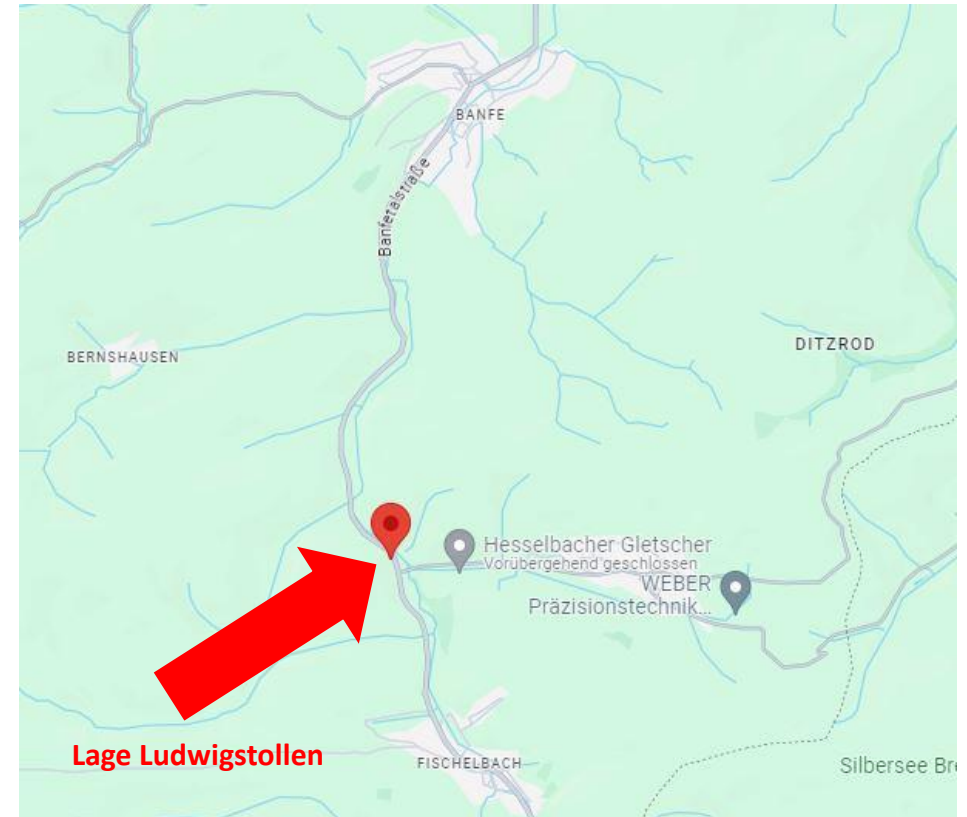 BANFE
Banfetalstraße
DITZROD
BERNSHAUSEN
Hesselbacher Gletscher
Vorübergehend geschlossen
WEBER
Präzisionstechnik...
Lage Ludwigstollen
FISCHELBACH
Silbersee Bre